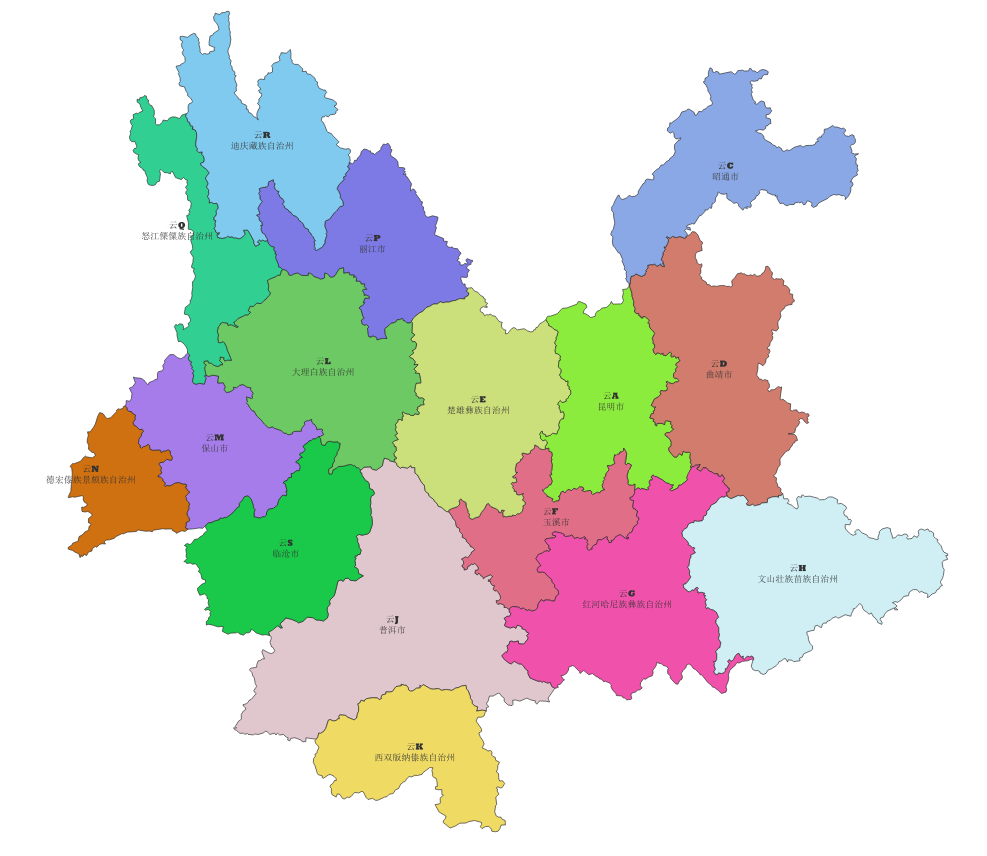 云R
迪庆藏族自治州
云C
昭通市
云Q
怒江傈僳族自治州
云P
丽江市
云L
大理白族自治州
云D
曲靖市
云E
楚雄彝族自治州
云A
昆明市
云M
保山市
云N
德宏傣族景颇族自治州
云F
玉溪市
云S
临沧市
云H
文山壮族苗族自治州
云G
红河哈尼族彝族自治州
云J
普洱市
云K
西双版纳傣族自治州